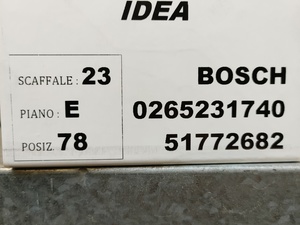 IDEA
SCAFFALE : 23 BOSCH
PIANO : E 0265231740
POSIZ. 78 51772682